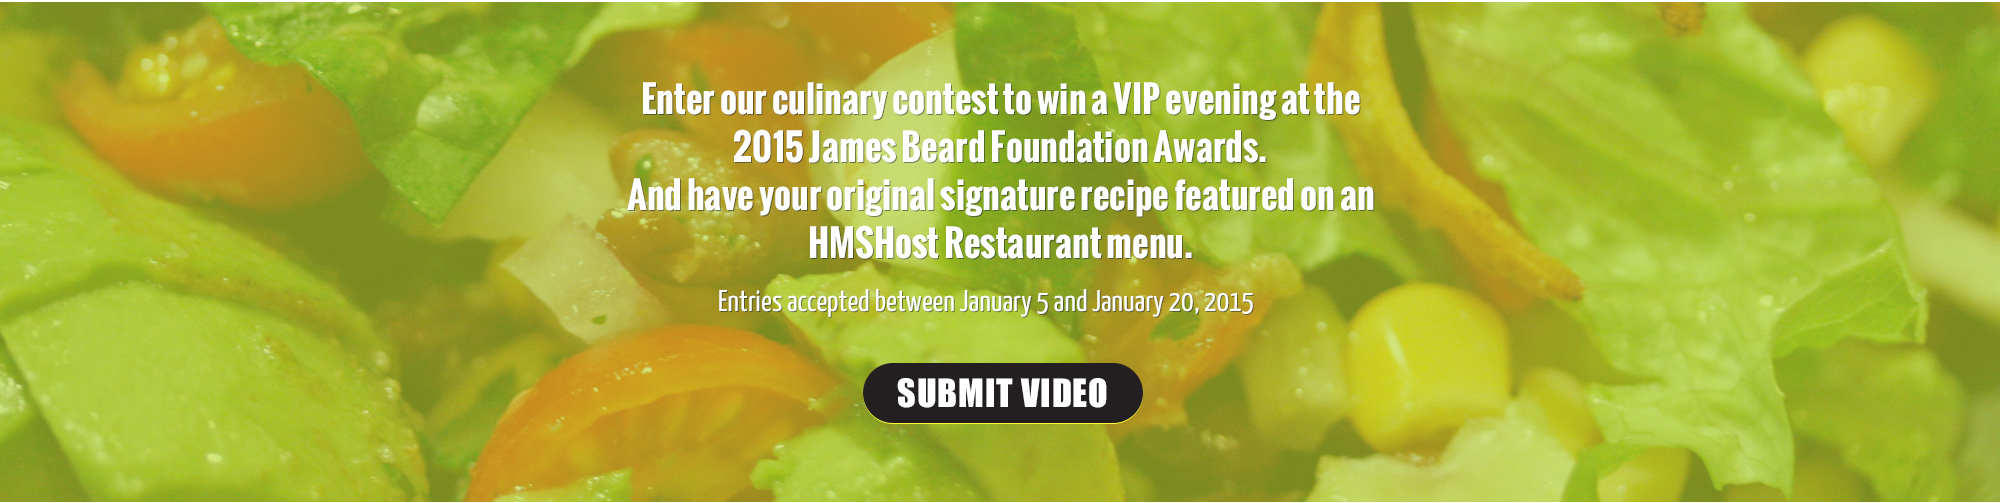 Enter our culinary contest to win a VIP evening at the
2015 James Beard Foundation Awards.
And have your original signature recipe featured on an
HMSHost Restaurant menu.
Entries accepted between January 5 and January 20, 2015
SUBMIT VIDEO